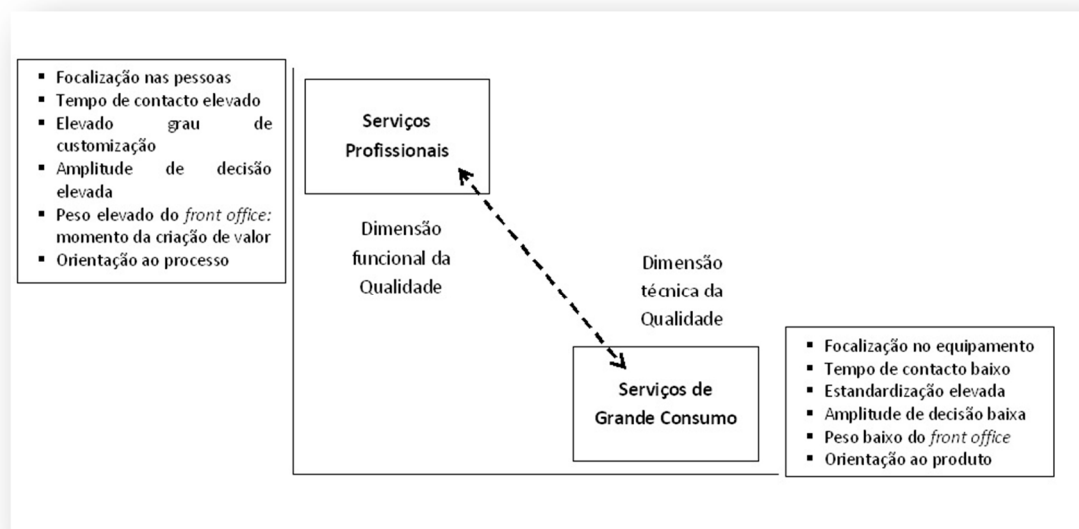 ▪ Focalização nas pessoas
▪ Tempo de contacto elevado
▪ Elevado grau de
customização
▪ Amplitude de decisão
elevada
▪ Peso elevado do front office:
momento da criação de valor
▪ Orientação ao processo
Serviços
Profissionais
Dimensão
funcional da
Qualidade
Dimensão
técnica da
Qualidade
Serviços de
Grande Consumo
▪ Focalização no equipamento
▪ Tempo de contacto baixo
▪ Estandardização elevada
▪ Amplitude de decisão baixa
▪ Peso baixo do front office
▪ Orientação ao produto